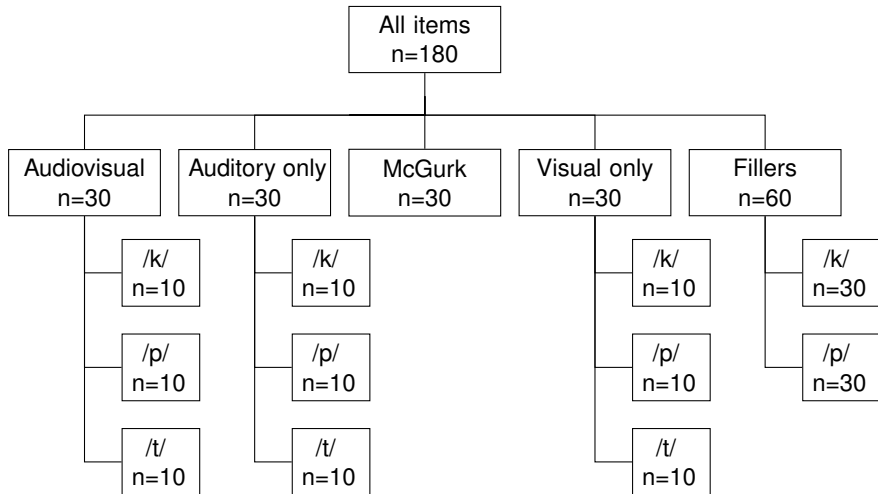 All items
n=180
Audiovisual
n=30
Auditory only
n=30
McGurk
n=30
Visual only
n=30
Fillers
n=60
/k/
n=10
/k/
n=10
/k/
n=10
/k/
n=30
/p/
n=10
/p/
n=10
/p/
n=10
/p/
n=30
/t/
n=10
/t/
n=10
/t/
n=10